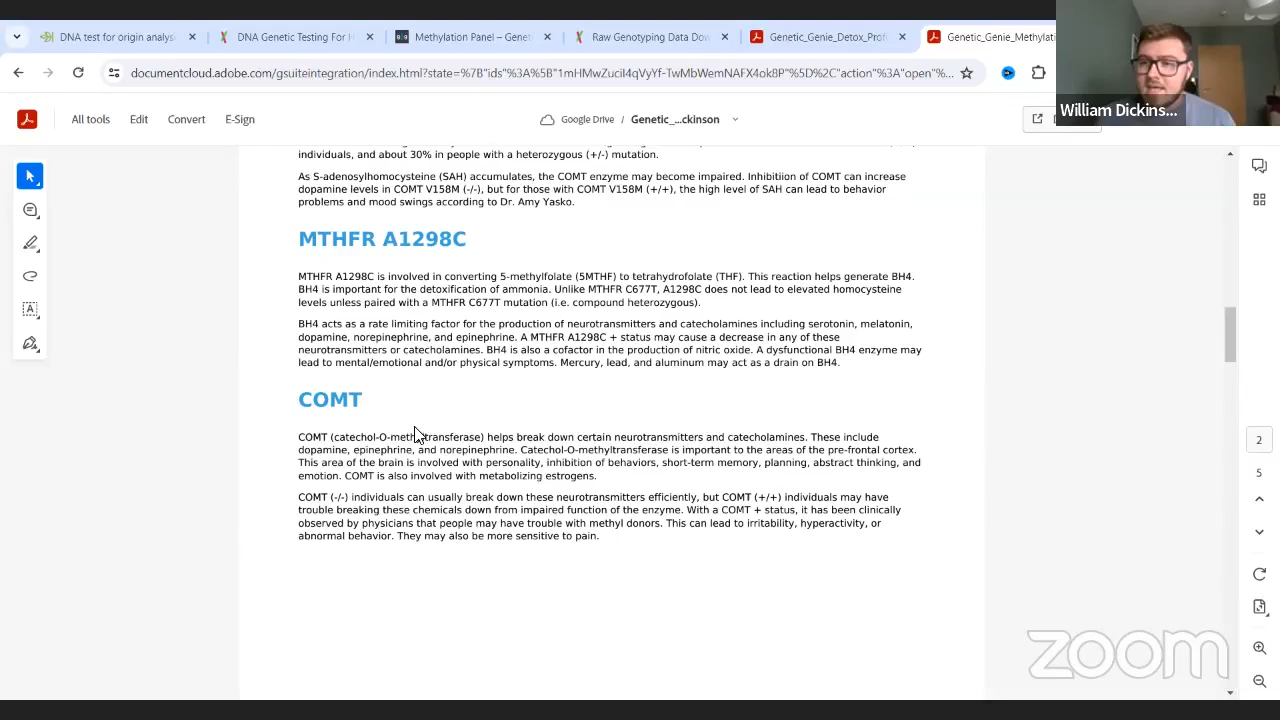 DNA test for origin analys
DNA Genetic Testing For H
Methylation Panel – Genet
Raw Genotyping Data Dow
Genetic_Genie_Detox_Prof
Genetic_Genie_Methylati
documentcloud.adobe.com/gsuiteintegration/index.html?state=%7B"ids"%3A%5B"1mHMwZuciI4qVyYf-TwMbWemNAFX4ok8P"%5D%2C"action"%3A"open"%...
William Dickins...
All tools
Edit
Convert
E-Sign
Google Drive / Genetic_...ckinson
individuals, and about 30% in people with a heterozygous (+/-) mutation.
As S-adenosylhomocysteine (SAH) accumulates, the COMT enzyme may become impaired. Inhibitiion of COMT can increase
dopamine levels in COMT V158M (-/-), but for those with COMT V158M (+/+), the high level of SAH can lead to behavior
problems and mood swings according to Dr. Amy Yasko.
MTHFR A1298C
MTHFR A1298C is involved in converting 5-methylfolate (5MTHF) to tetrahydrofolate (THF). This reaction helps generate BH4.
BH4 is important for the detoxification of ammonia. Unlike MTHFR C677T, A1298C does not lead to elevated homocysteine
levels unless paired with a MTHFR C677T mutation (i.e. compound heterozygous).
BH4 acts as a rate limiting factor for the production of neurotransmitters and catecholamines including serotonin, melatonin,
dopamine, norepinephrine, and epinephrine. A MTHFR A1298C + status may cause a decrease in any of these
neurotransmitters or catecholamines. BH4 is also a cofactor in the production of nitric oxide. A dysfunctional BH4 enzyme may
lead to mental/emotional and/or physical symptoms. Mercury, lead, and aluminum may act as a drain on BH4.
COMT
COMT (catechol-O-methyltransferase) helps break down certain neurotransmitters and catecholamines. These include
dopamine, epinephrine, and norepinephrine. Catechol-O-methyltransferase is important to the areas of the pre-frontal cortex.
This area of the brain is involved with personality, inhibition of behaviors, short-term memory, planning, abstract thinking, and
emotion. COMT is also involved with metabolizing estrogens.
COMT (-/-) individuals can usually break down these neurotransmitters efficiently, but COMT (+/+) individuals may have
trouble breaking these chemicals down from impaired function of the enzyme. With a COMT + status, it has been clinically
observed by physicians that people may have trouble with methyl donors. This can lead to irritability, hyperactivity, or
abnormal behavior. They may also be more sensitive to pain.
2
5
zoom